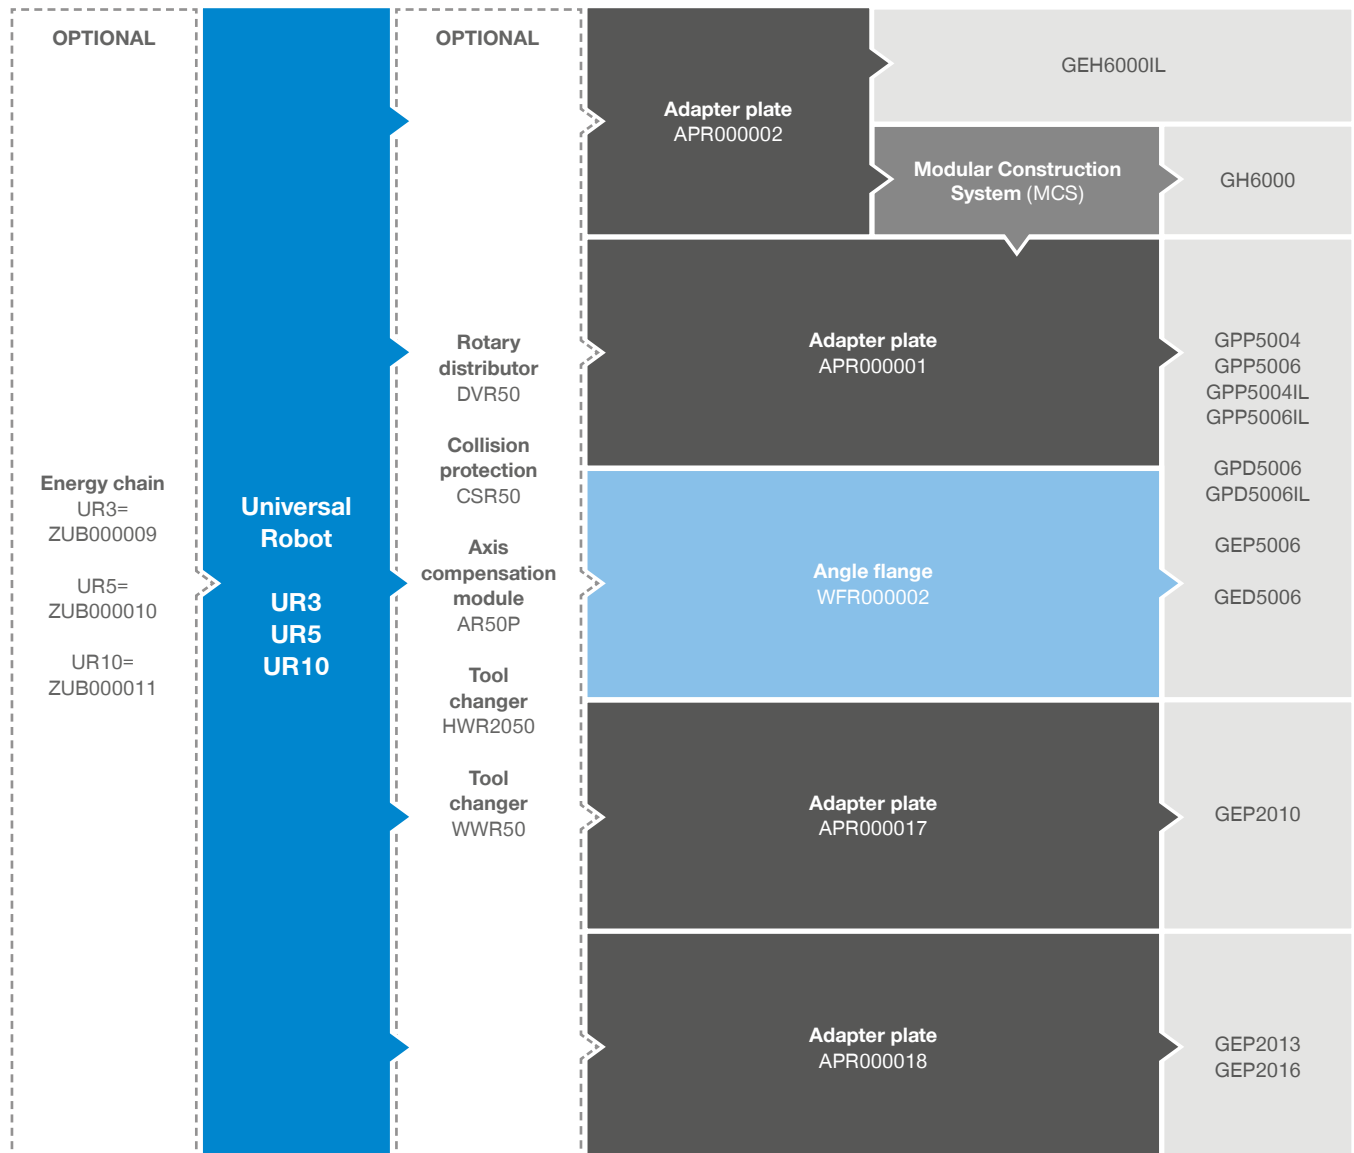 OPTIONAL
Energy chain
UR3=
ZUB000009
UR5=
ZUB000010
UR10=
ZUB000011
Universal
Robot
UR3
UR5
UR10
OPTIONAL
Rotary
distributor
DVR50
Collision
protection
CSR50
Axis
compensation
module
AR50P
Tool
changer
HWR2050
Tool
changer
WWR50
Adapter plate
APR000002
GEH6000IL
Modular Construction
System (MCS)
GH6000
Adapter plate
APR000001
Angle flange
WFR000002
GPP5004
GPP5006
GPP5004IL
GPP5006IL
GPD5006
GPD5006IL
GEP5006
GED5006
Adapter plate
APR000017
GEP2010
Adapter plate
APR000018
GEP2013
GEP2016